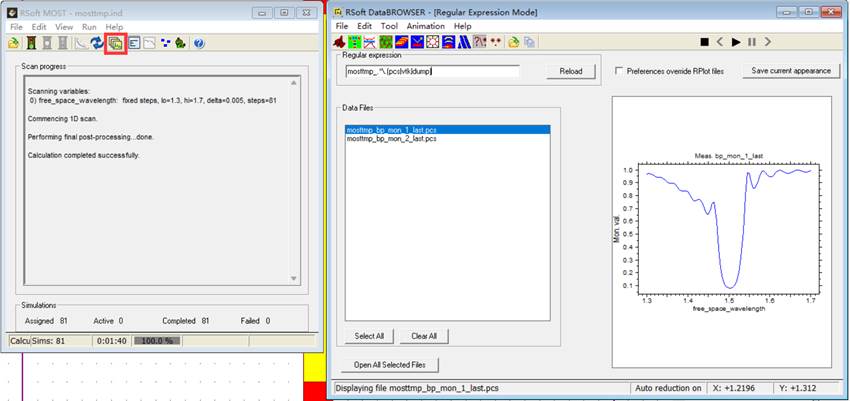 RSoft MOST - mosttmp.ind
File Edit View Run Help
Scan progress
Scanning variables:
0) free_space_wavelength: fixed steps, lo=1.3, hi=1.7, delta=0.005, steps=81
Commencing 1D scan.
Performing final post-processing...done.
Calculation completed successfully.
Simulations
Assigned 81 Active 0 Completed 81 Failed 0
Calcu Sims: 81 0:01:40 100.0 %
RSoft DataBROWSER - [Regular Expression Mode]
File Edit Tool Animation Help
Regular expression
mosttmp_.*\.(pcs|vtk|dump)
Reload
Preferences override RPlot files
Save current appearance
Data Files
mosttmp_bp_mon_1_last.pcs
mosttmp_bp_mon_2_last.pcs
Select All
Clear All
Open All Selected Files
Meas. bp_mon_1_last
Mon. val.
1.0
0.9
0.8
0.7
0.6
0.5
0.4
0.3
0.2
0.1
1.3 1.4 1.5 1.6 1.7
free_space_wavelength
Displaying file mosttmp_bp_mon_1_last.pcs
Auto reduction on
X: +1.2196
Y: +1.312